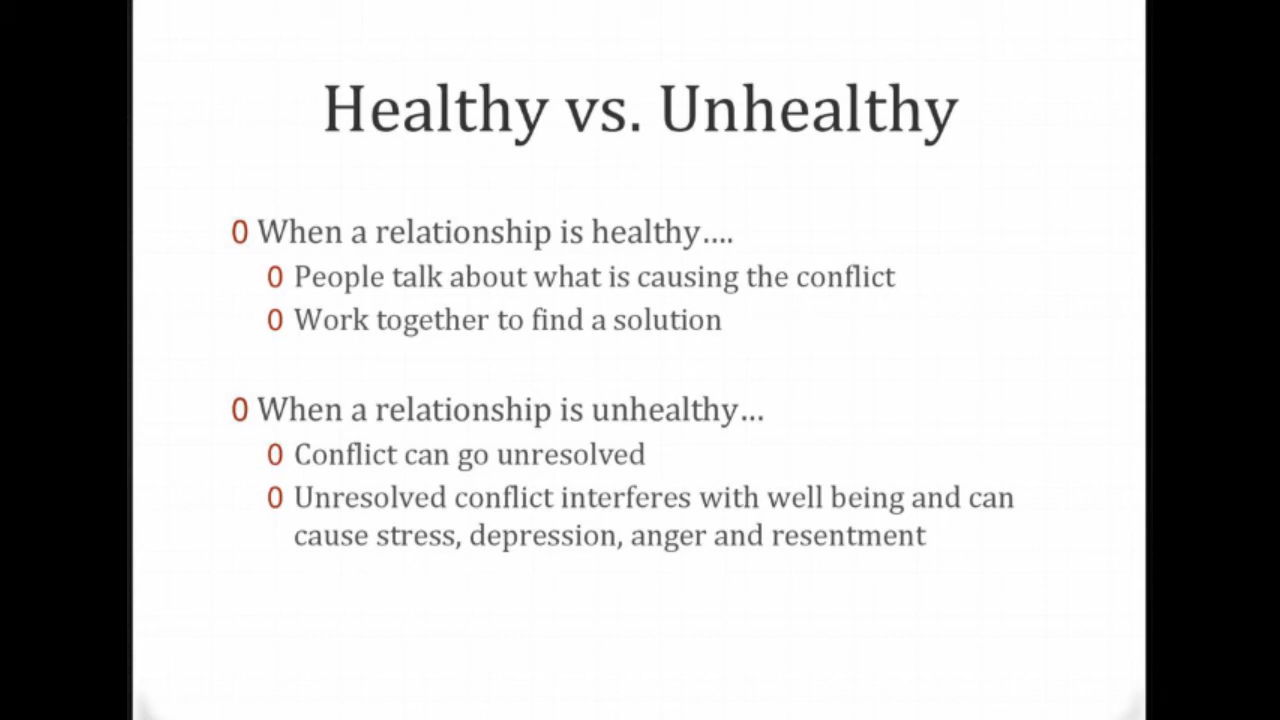 Healthy vs. Unhealthy
0 When a relationship is healthy....
0 People talk about what is causing the conflict
0 Work together to find a solution
0 When a relationship is unhealthy...
0 Conflict can go unresolved
0 Unresolved conflict interferes with well being and can
cause stress, depression, anger and resentment